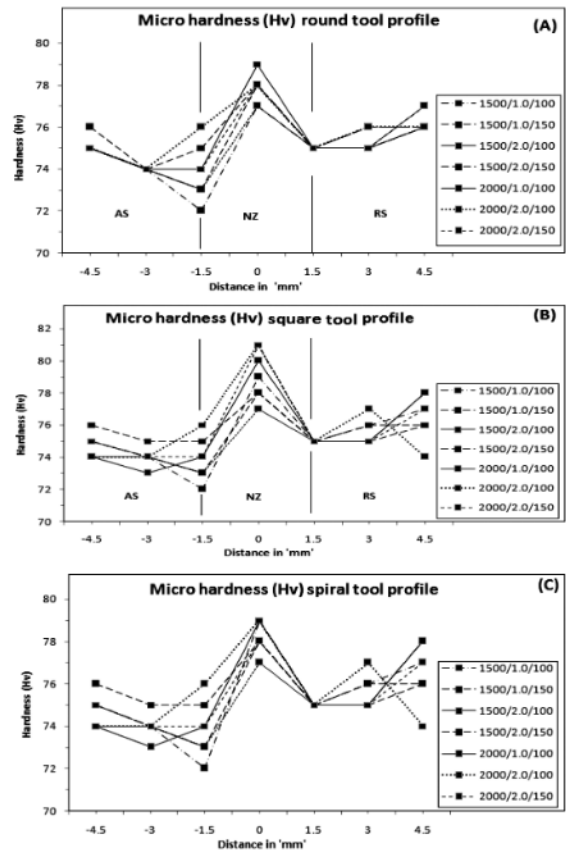 Micro hardness (Hv) round tool profile
(A)
80
78
76
74
72
70
Hardness (Hv)
AS
NZ
RS
-4.5 -3 -1.5 0 1.5 3 4.5
Distance in 'mm'
1500/1.0/100
1500/1.0/150
1500/2.0/100
1500/2.0/150
2000/1.0/100
2000/2.0/100
2000/2.0/150
Micro hardness (Hv) square tool profile
(B)
82
80
78
76
74
72
70
Hardness (Hv)
AS
NZ
RS
-4.5 -3 -1.5 0 1.5 3 4.5
Distance in 'mm'
1500/1.0/100
1500/1.0/150
1500/2.0/100
1500/2.0/150
2000/1.0/100
2000/2.0/100
2000/2.0/150
Micro hardness (Hv) spiral tool profile
(C)
80
78
76
74
72
70
Hardness (Hv)
-4.5 -3 -1.5 0 1.5 3 4.5
Distance in 'mm'
1500/1.0/100
1500/1.0/150
1500/2.0/100
1500/2.0/150
2000/1.0/100
2000/2.0/100
2000/2.0/150